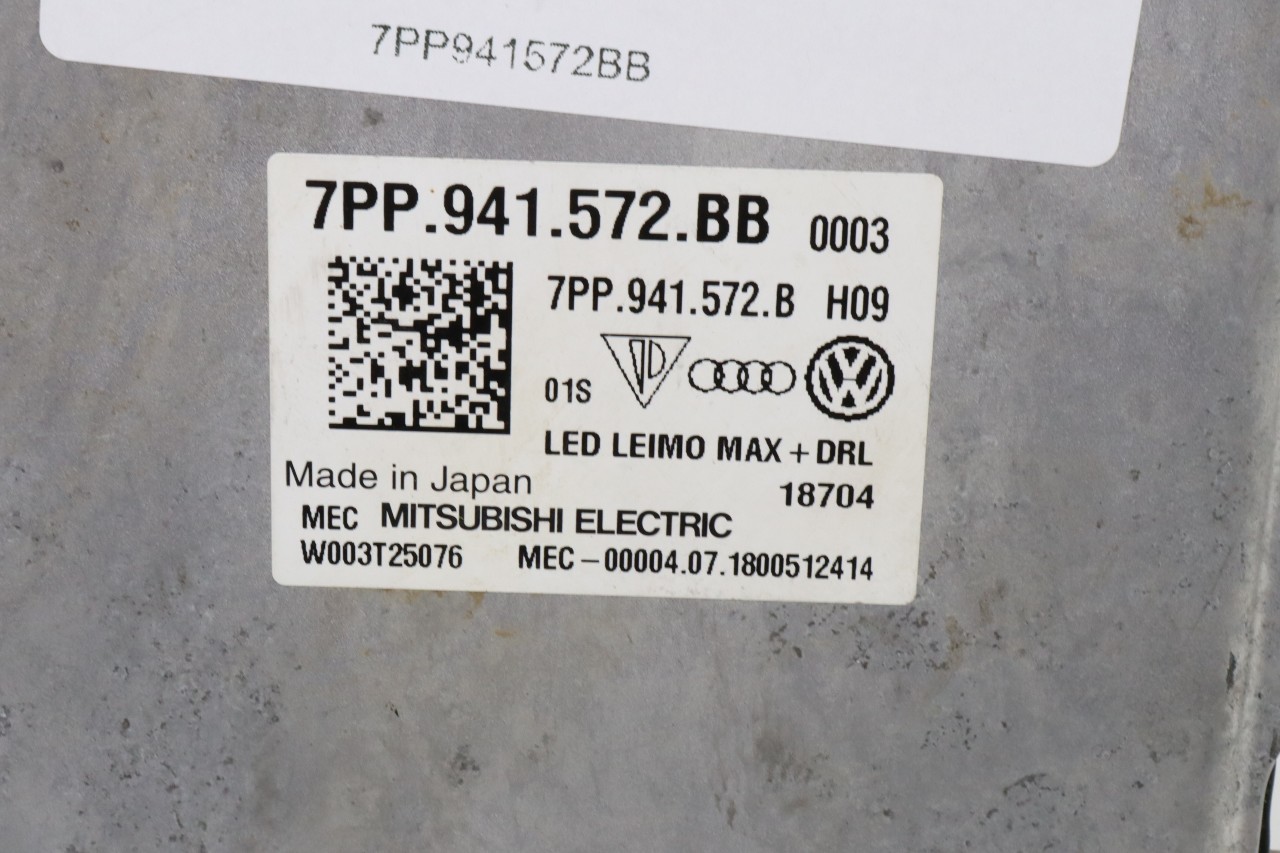 7PP941572BB
7PP.941.572.BB 0003
7PP.941.572.B H09
01S
LED LEIMO MAX + DRL
Made in Japan 18704
MEC MITSUBISHI ELECTRIC
W003T25076 MEC-00004.07.1800512414